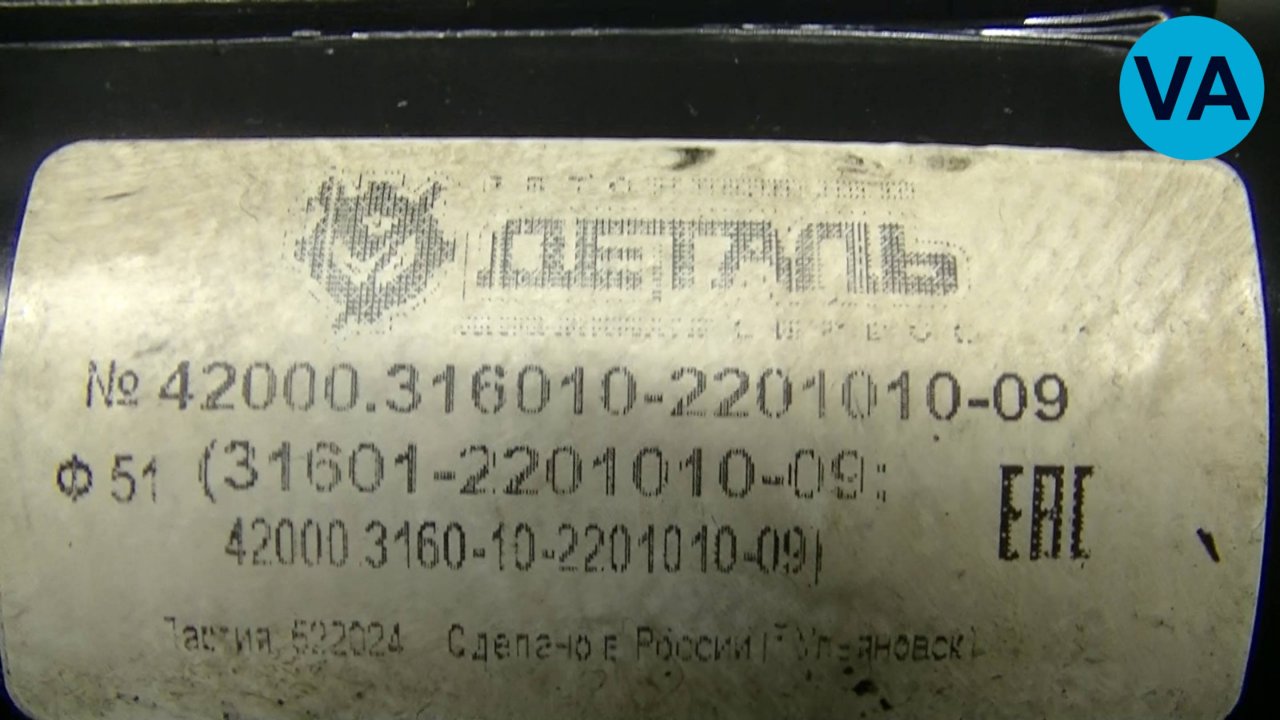 VA
ДЕТАЛЬ
№ 42000.316010-2201010-09
Ф 51 (31601-2201010-09;
42000.3160-10-2201010-09)
EAC
Партия 522024 Сделано в России (г. Ульяновск)